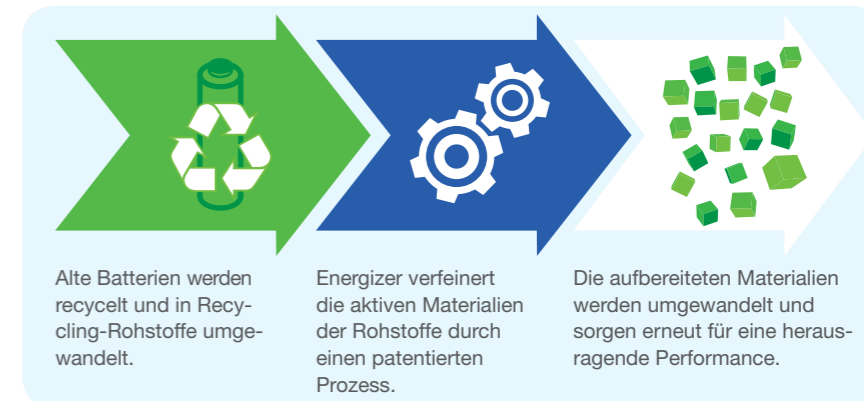 Alte Batterien werden
recycelt und in Recy-
cling-Rohstoffe umge-
wandelt.
Energizer verfeinert
die aktiven Materialien
der Rohstoffe durch
einen patentierten
Prozess.
Die aufbereiteten Materialien
werden umgewandelt und
sorgen erneut für eine heraus-
ragende Performance.